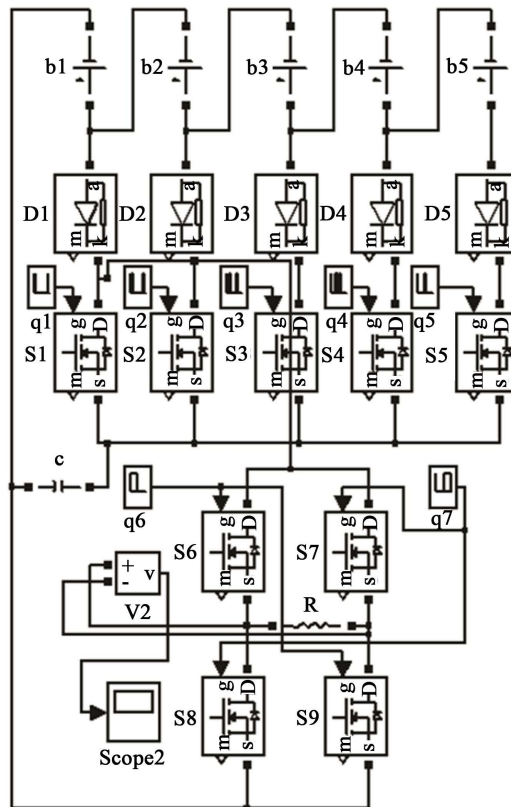 b1 b2 b3 b4 b5
a a a a a
D1 D2 D3 D4 D5
m k m k m k m k m k
q1 q2 q3 q4 q5
g D g D g D g D g D
S1 S2 S3 S4 S5
m s m s m s m s m s
c
q6 q7
g D g D
S6 S7
m s m s
+
- v
V2
R
g D g D
S8 S9
m s m s
Scope2